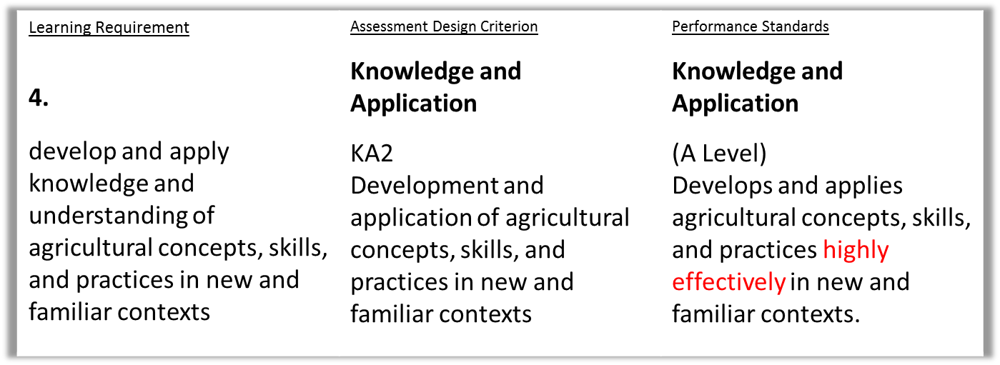 Learning Requirement
4.
develop and apply
knowledge and
understanding of
agricultural concepts, skills,
and practices in new and
familiar contexts
Assessment Design Criterion
Knowledge and
Application
KA2
Development and
application of agricultural
concepts, skills, and
practices in new and
familiar contexts
Performance Standards
Knowledge and
Application
(A Level)
Develops and applies
agricultural concepts, skills,
and practices highly
effectively in new and
familiar contexts.